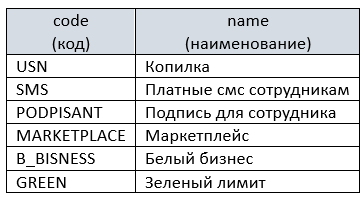 code name
(код) (наименование)
USN Копилка
SMS Платные смс сотрудникам
PODPISANT Подпись для сотрудника
MARKETPLACE Маркетплейс
B_BISNESS Белый бизнес
GREEN Зеленый лимит